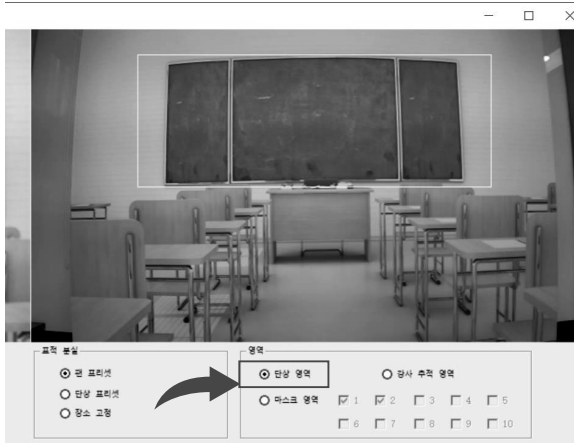 표적 분실
팬 프리셋
단상 프리셋
장소 고정
영역
단상 영역
강사 추적 영역
마스크 영역
1 2 3 4 5
6 7 8 9 10